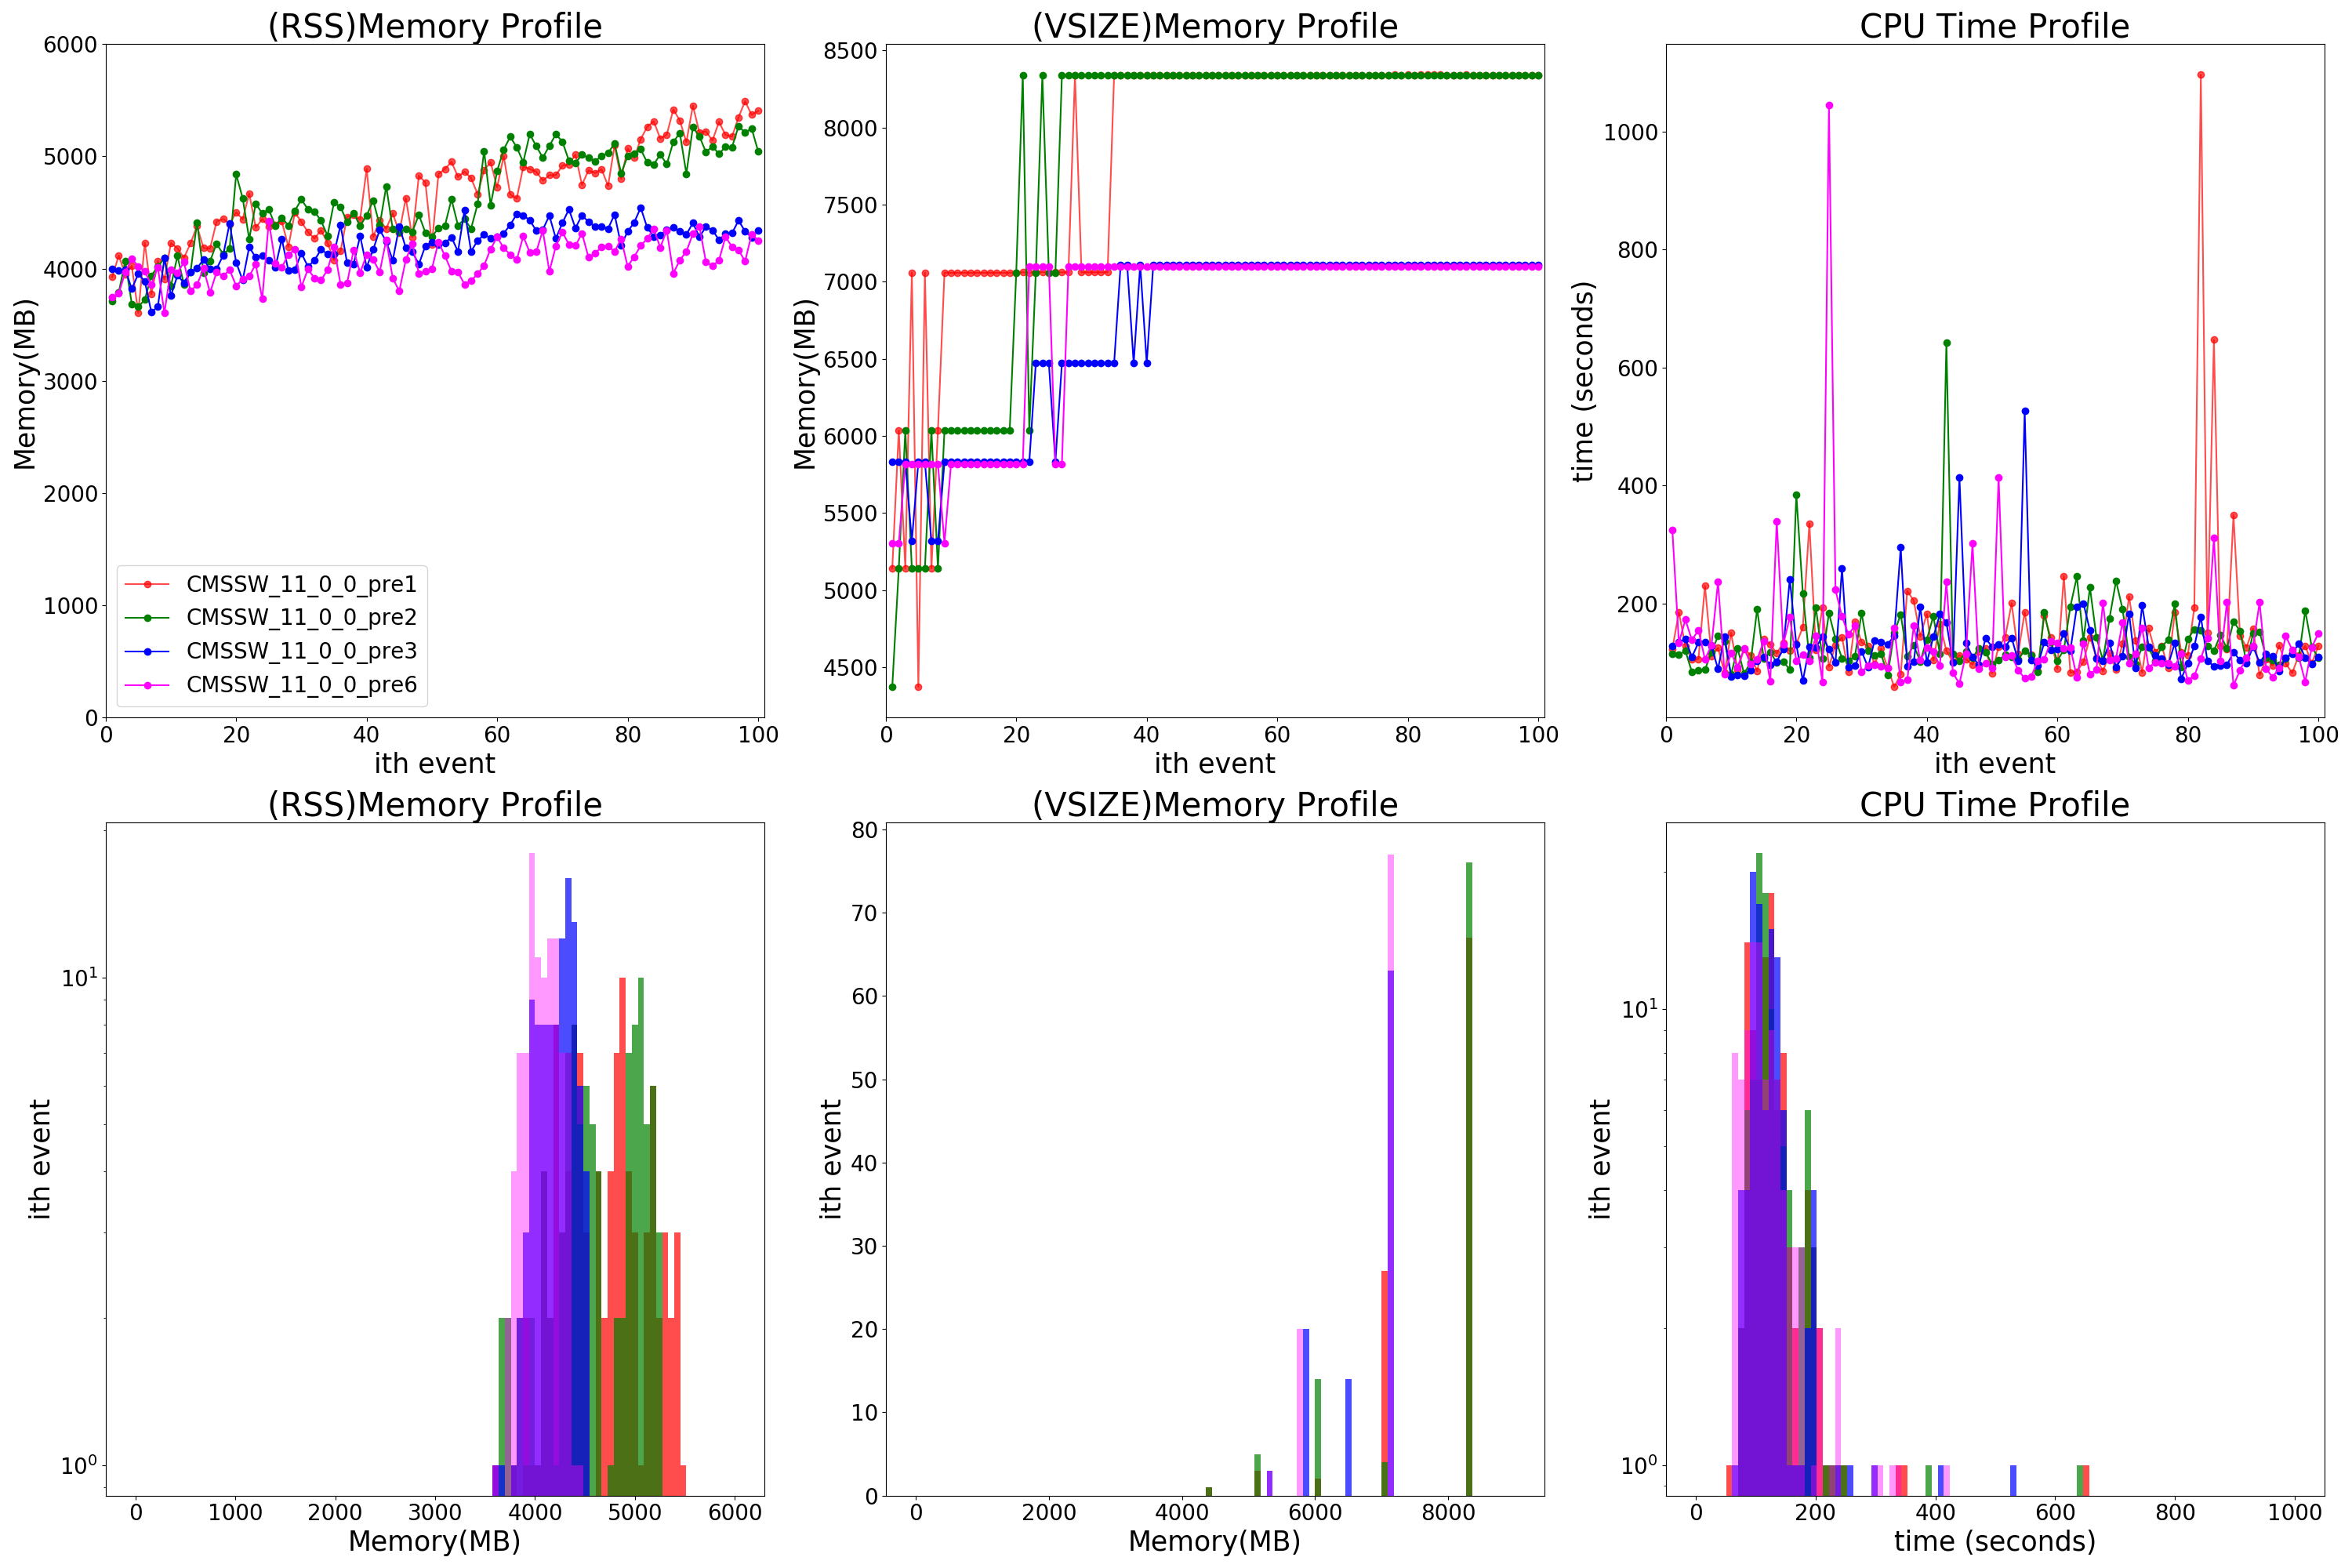 (RSS)Memory Profile
6000
5000
4000
3000
2000
1000
0
Memory(MB)
CMSSW_11_0_0_pre1
CMSSW_11_0_0_pre2
CMSSW_11_0_0_pre3
CMSSW_11_0_0_pre6
0 20 40 60 80 100
ith event
(VSIZE)Memory Profile
8500
8000
7500
7000
6500
6000
5500
5000
4500
Memory(MB)
0 20 40 60 80 100
ith event
CPU Time Profile
1000
800
600
400
200
time (seconds)
0 20 40 60 80 100
ith event
(RSS)Memory Profile
10¹
10⁰
ith event
0 1000 2000 3000 4000 5000 6000
Memory(MB)
(VSIZE)Memory Profile
80
70
60
50
40
30
20
10
0
ith event
0 2000 4000 6000 8000
Memory(MB)
CPU Time Profile
10¹
10⁰
ith event
0 200 400 600 800 1000
time (seconds)